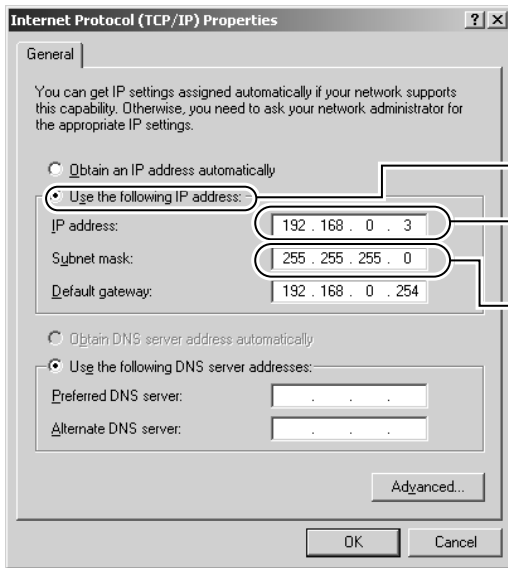 Internet Protocol (TCP/IP) Properties
General
You can get IP settings assigned automatically if your network supports
this capability. Otherwise, you need to ask your network administrator for
the appropriate IP settings.
Obtain an IP address automatically
Use the following IP address:
IP address: 192 . 168 . 0 . 3
Subnet mask: 255 . 255 . 255 . 0
Default gateway: 192 . 168 . 0 . 254
Obtain DNS server address automatically
Use the following DNS server addresses:
Preferred DNS server: . . .
Alternate DNS server: . . .
Advanced...
OK Cancel